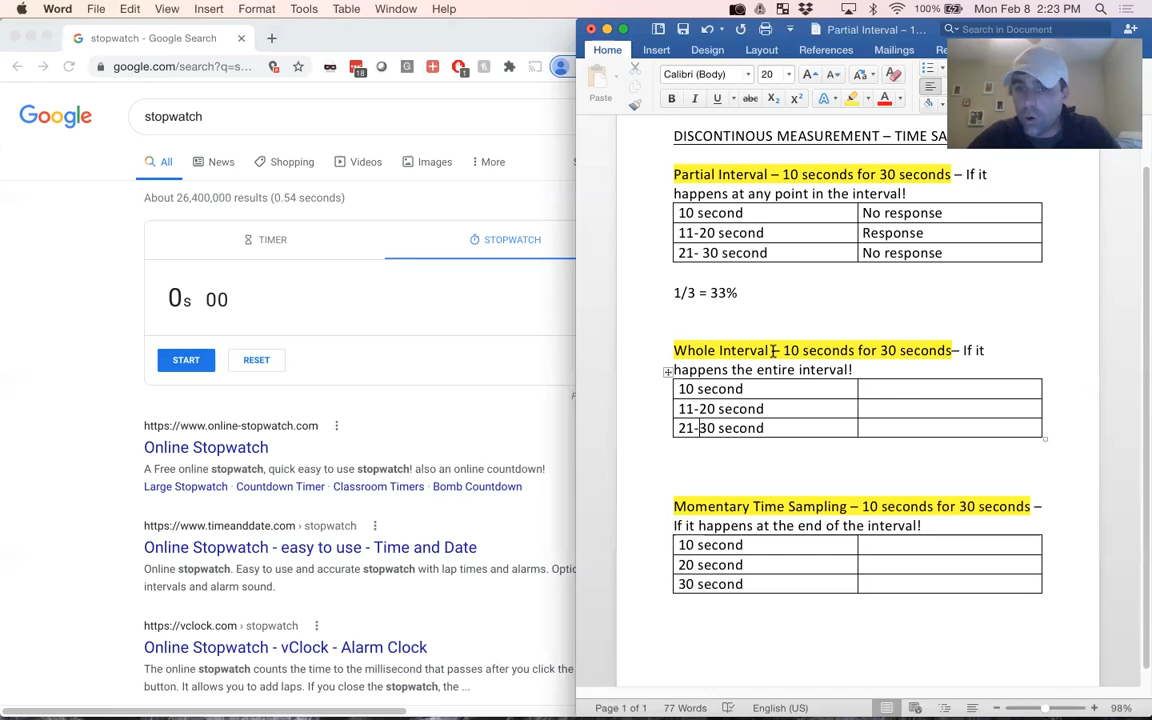 Word File Edit View Insert Format Tools Table Window Help 100% Mon Feb 8 2:23 PM
stopwatch - Google Search
google.com/search?q=s... 18 1
Google
stopwatch
All News Shopping Videos Images More
About 26,400,000 results (0.54 seconds)
TIMER STOPWATCH
0s 00
START RESET
https://www.online-stopwatch.com
Online Stopwatch
A Free online stopwatch, quick easy to use stopwatch! also an online countdown!
Large Stopwatch · Countdown Timer · Classroom Timers · Bomb Countdown
https://www.timeanddate.com › stopwatch
Online Stopwatch - easy to use - Time and Date
Online stopwatch. Easy to use and accurate stopwatch with lap times and alarms. Optic
intervals and alarm sound.
https://vclock.com › stopwatch
Online Stopwatch - vClock - Alarm Clock
The online stopwatch counts the time to the millisecond that passes after you click the
button. It allows you to add laps. If you close the stopwatch, the ...
Partial Interval – 1... Search in Document
Home Insert Design Layout References Mailings Re
Paste Calibri (Body) 20 A A Aa
B I U abc X2 X2 A A
DISCONTINOUS MEASUREMENT – TIME SA
Partial Interval – 10 seconds for 30 seconds – If it
happens at any point in the interval!
10 second No response
11-20 second Response
21- 30 second No response
1/3 = 33%
Whole Interval – 10 seconds for 30 seconds– If it
happens the entire interval!
10 second
11-20 second
21-30 second
Momentary Time Sampling – 10 seconds for 30 seconds –
If it happens at the end of the interval!
10 second
20 second
30 second
Page 1 of 1 77 Words English (US) 98%